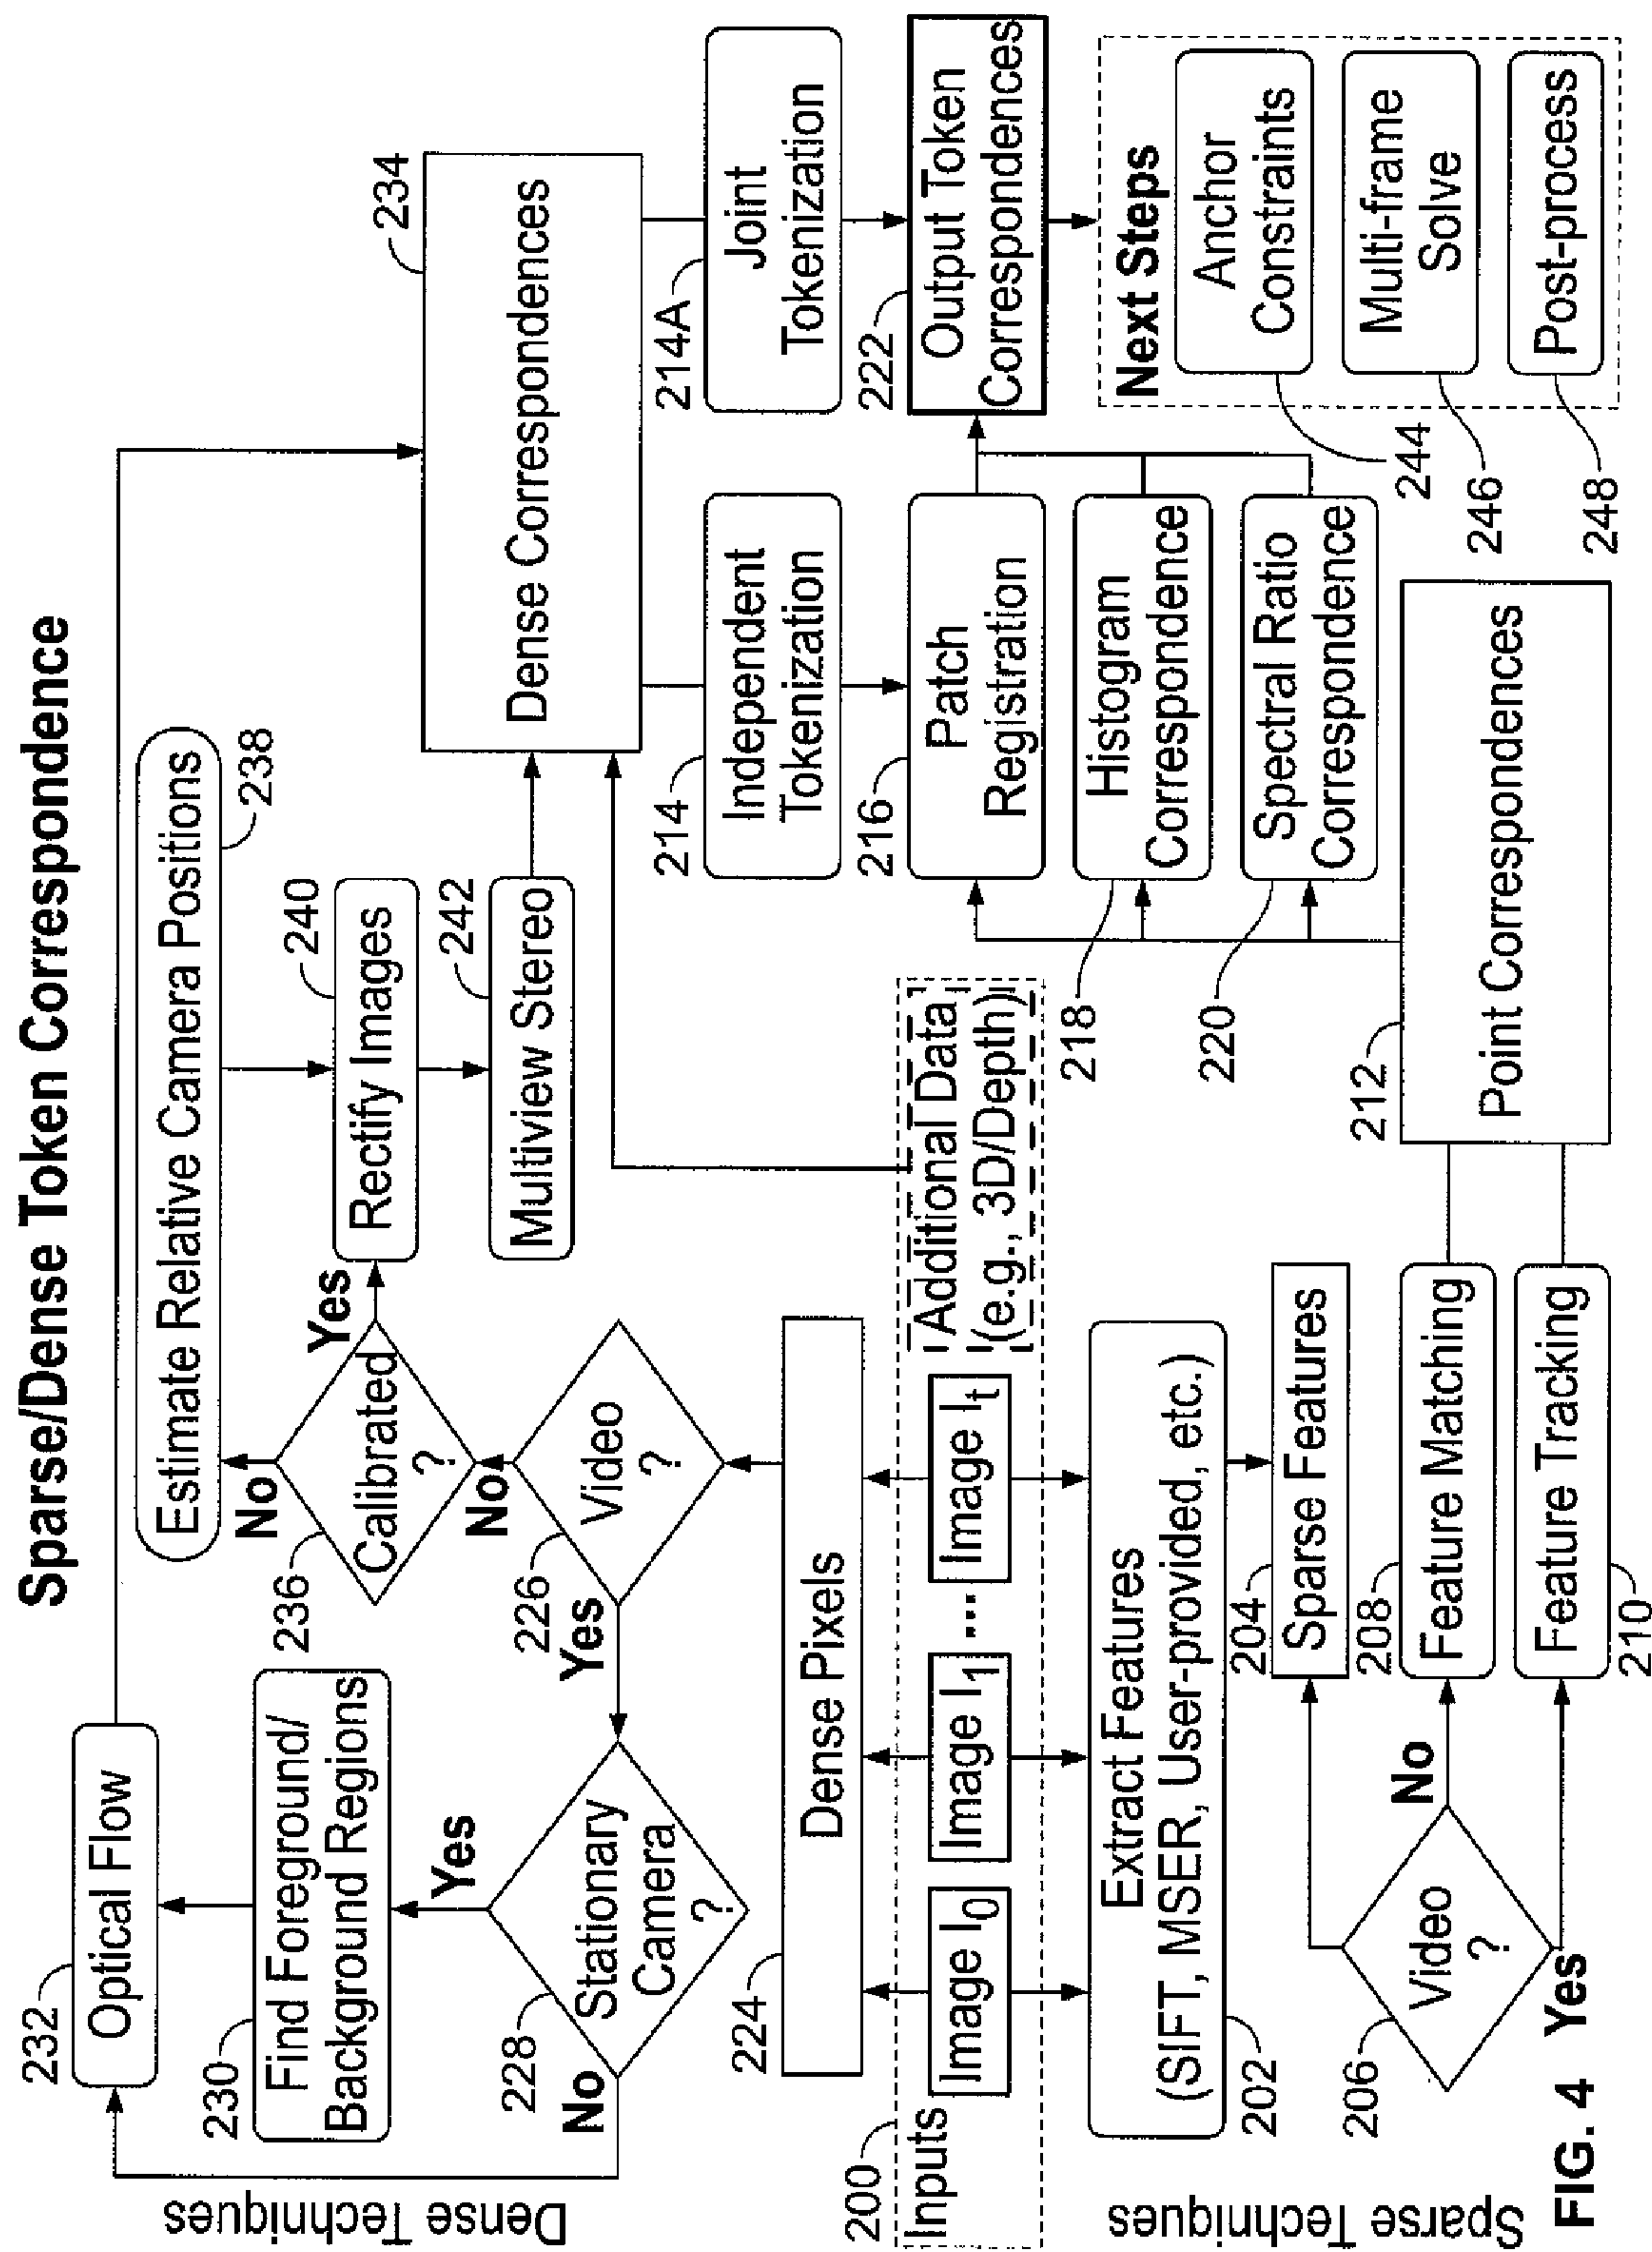 Sparse/Dense Token Correspondence
Dense Techniques
232
Optical Flow
230
Find Foreground/
Background Regions
Yes
228
Stationary
Camera
?
No
Estimate Relative Camera Positions
238
No
236
Calibrated
?
Yes
240
Rectify Images
242
Multiview Stereo
No
226
Video
?
Yes
234
Dense Correspondences
224
Dense Pixels
200
Inputs
Image I0
Image I1
...
Image It
Additional Data
(e.g., 3D/Depth)
214
Independent
Tokenization
214A
Joint
Tokenization
216
Patch
Registration
222
Output Token
Correspondences
218
Histogram
Correspondence
220
Spectral Ratio
Correspondence
Next Steps
Anchor
Constraints
244
Multi-frame
Solve
246
Post-process
248
Sparse Techniques
Extract Features
(SIFT, MSER, User-provided, etc.)
202
204
Sparse Features
206
Video
?
No
Yes
208
Feature Matching
Feature Tracking
210
212
Point Correspondences
FIG. 4